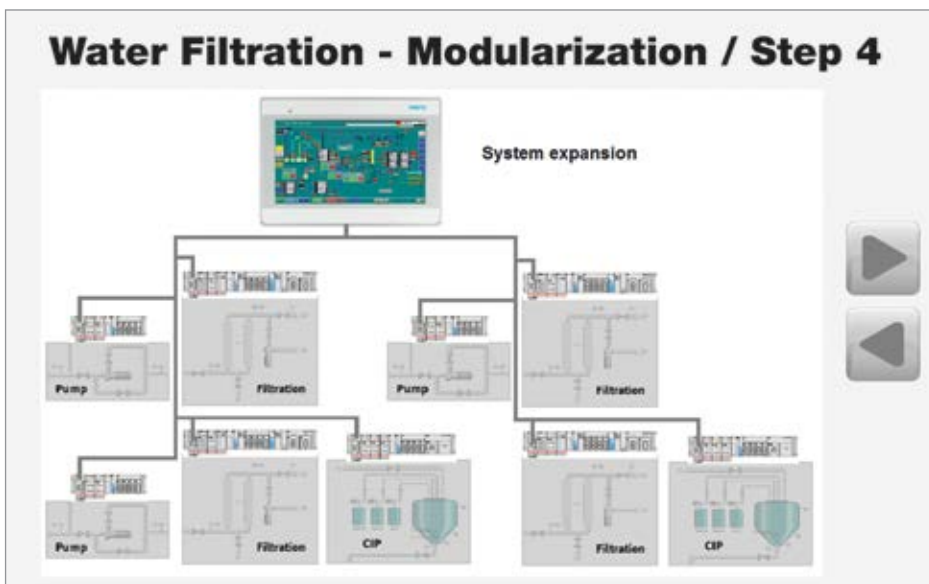 Water Filtration - Modularization / Step 4
System expansion
Pump
Filtration
Pump
Filtration
Pump
Filtration
CIP
Filtration
CIP